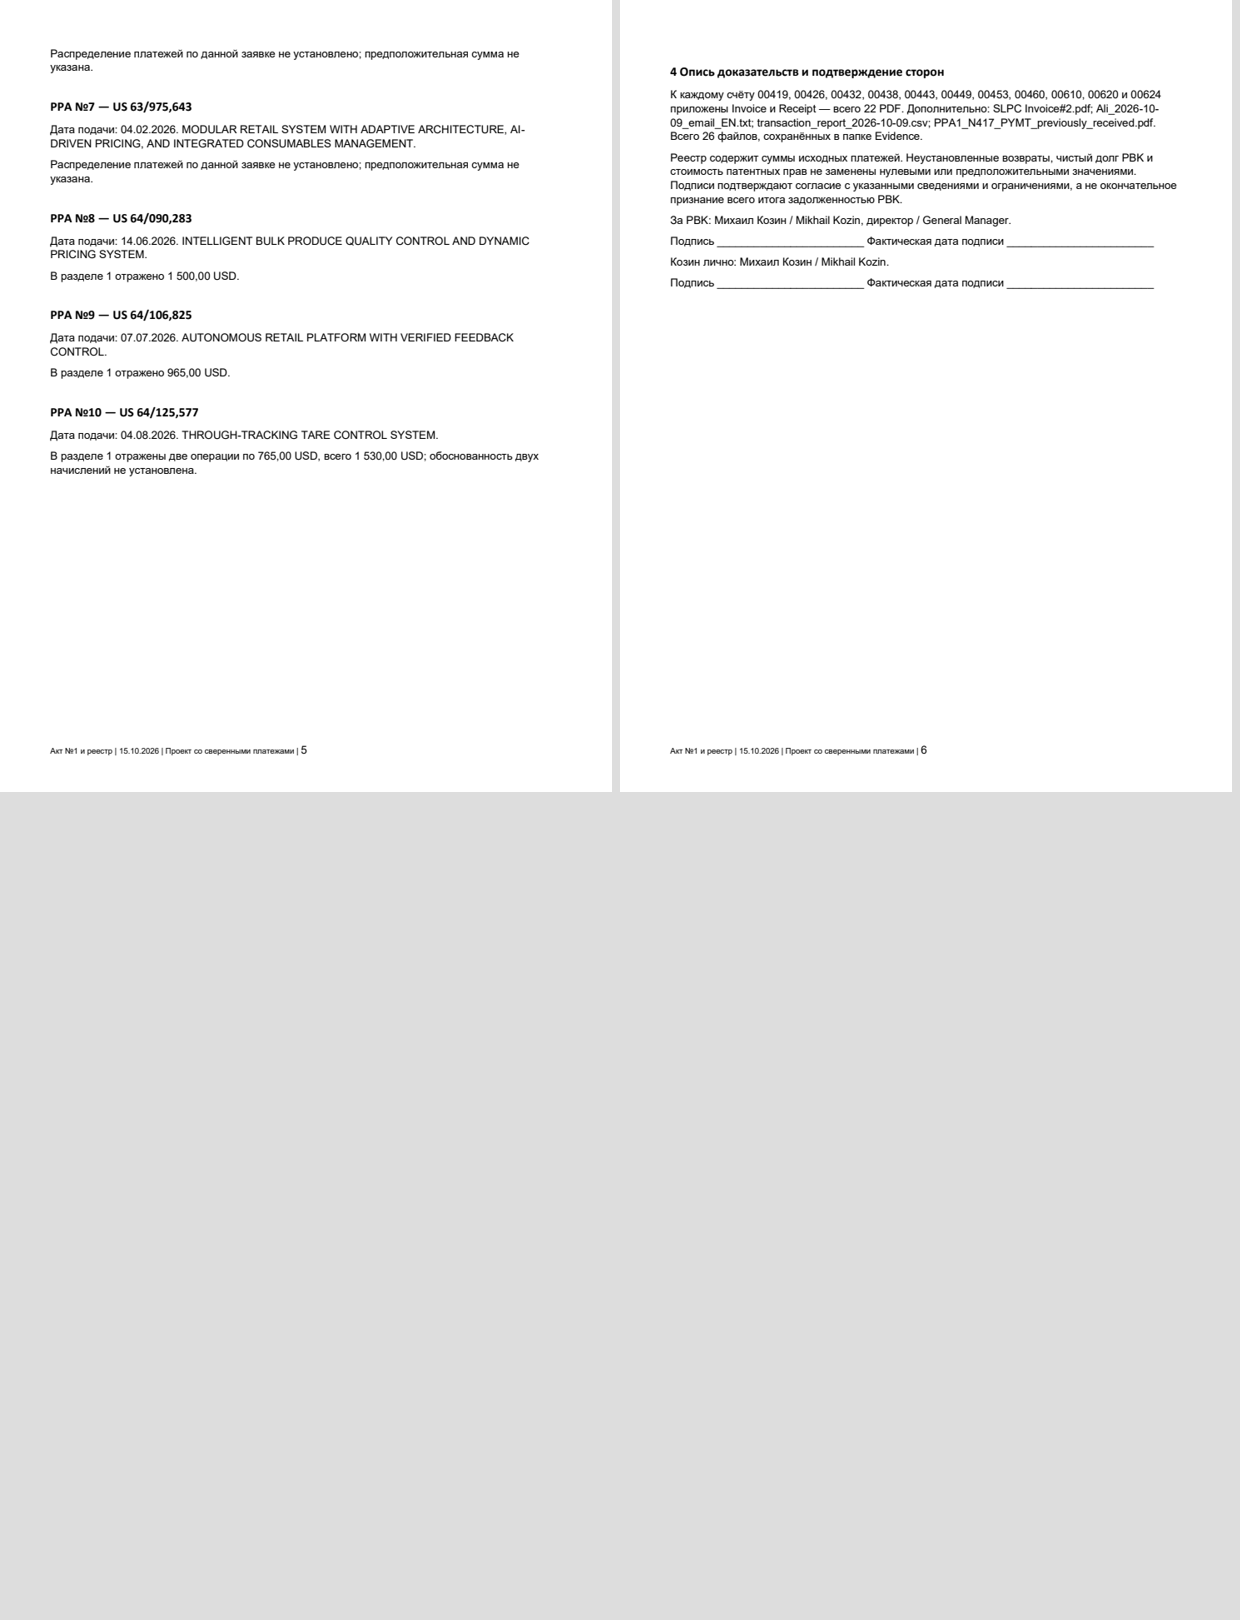 Распределение платежей по данной заявке не установлено; предположительная сумма не
указана.
PPA №7 — US 63/975,643
Дата подачи: 04.02.2026. MODULAR RETAIL SYSTEM WITH ADAPTIVE ARCHITECTURE, AI-
DRIVEN PRICING, AND INTEGRATED CONSUMABLES MANAGEMENT.
Распределение платежей по данной заявке не установлено; предположительная сумма не
указана.
PPA №8 — US 64/090,283
Дата подачи: 14.06.2026. INTELLIGENT BULK PRODUCE QUALITY CONTROL AND DYNAMIC
PRICING SYSTEM.
В разделе 1 отражено 1 500,00 USD.
PPA №9 — US 64/106,825
Дата подачи: 07.07.2026. AUTONOMOUS RETAIL PLATFORM WITH VERIFIED FEEDBACK
CONTROL.
В разделе 1 отражено 965,00 USD.
PPA №10 — US 64/125,577
Дата подачи: 04.08.2026. THROUGH-TRACKING TARE CONTROL SYSTEM.
В разделе 1 отражены две операции по 765,00 USD, всего 1 530,00 USD; обоснованность двух
начислений не установлена.
Акт №1 и реестр | 15.10.2026 | Проект со сверенными платежами | 5
4 Опись доказательств и подтверждение сторон
К каждому счёту 00419, 00426, 00432, 00438, 00443, 00449, 00453, 00460, 00610, 00620 и 00624
приложены Invoice и Receipt — всего 22 PDF. Дополнительно: SLPC Invoice#2.pdf; Ali_2026-10-
09_email_EN.txt; transaction_report_2026-10-09.csv; PPA1_N417_PYMT_previously_received.pdf.
Всего 26 файлов, сохранённых в папке Evidence.
Реестр содержит суммы исходных платежей. Неустановленные возвраты, чистый долг РВК и
стоимость патентных прав не заменены нулевыми или предположительными значениями.
Подписи подтверждают согласие с указанными сведениями и ограничениями, а не окончательное
признание всего итога задолженностью РВК.
За РВК: Михаил Козин / Mikhail Kozin, директор / General Manager.
Подпись ________________________ Фактическая дата подписи ________________________
Козин лично: Михаил Козин / Mikhail Kozin.
Подпись ________________________ Фактическая дата подписи ________________________
Акт №1 и реестр | 15.10.2026 | Проект со сверенными платежами | 6